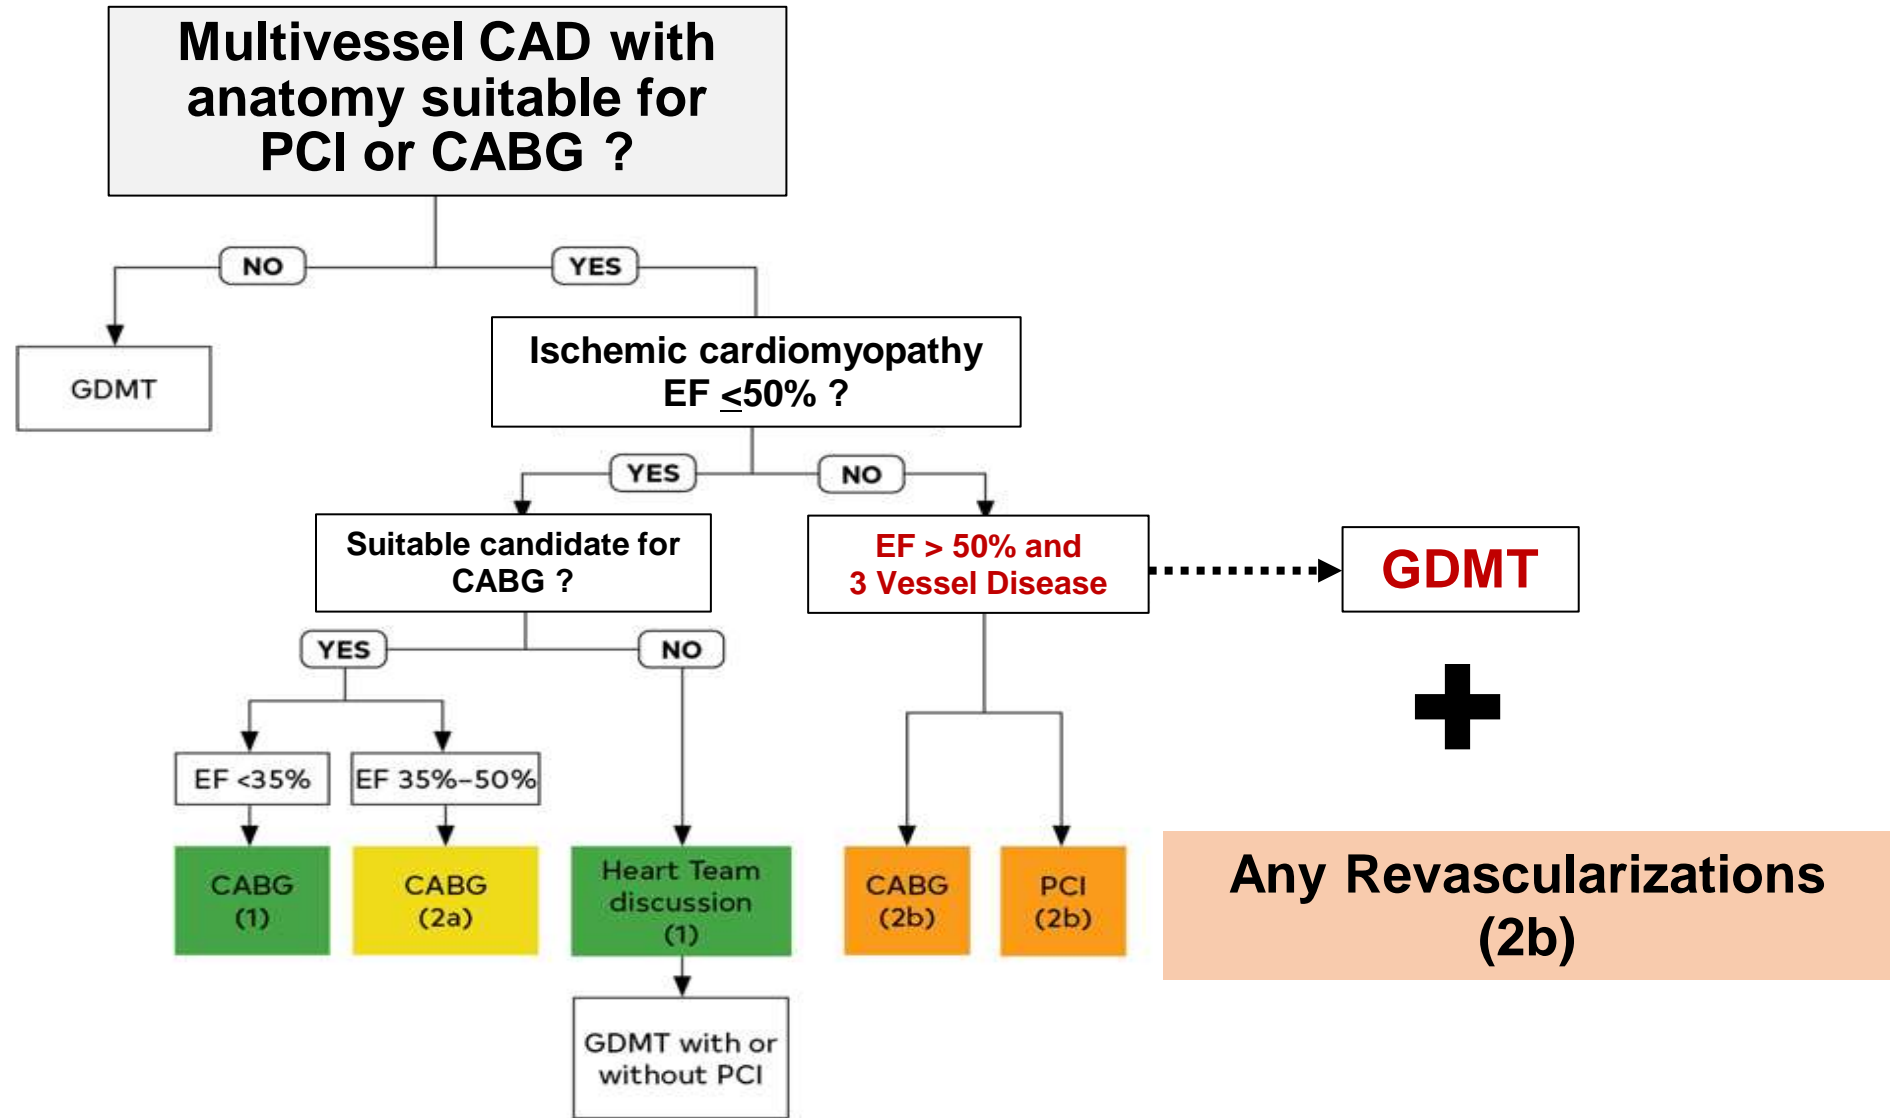 Multivessel CAD with
anatomy suitable for
PCI or CABG ?
NO
YES
GDMT
Ischemic cardiomyopathy
EF <50% ?
YES
NO
Suitable candidate for
CABG ?
EF > 50% and
3 Vessel Disease
GDMT
YES
NO
EF <35%
EF 35%–50%
CABG
(1)
CABG
(2a)
Heart Team
discussion
(1)
CABG
(2b)
PCI
(2b)
Any Revascularizations
(2b)
GDMT with or
without PCI